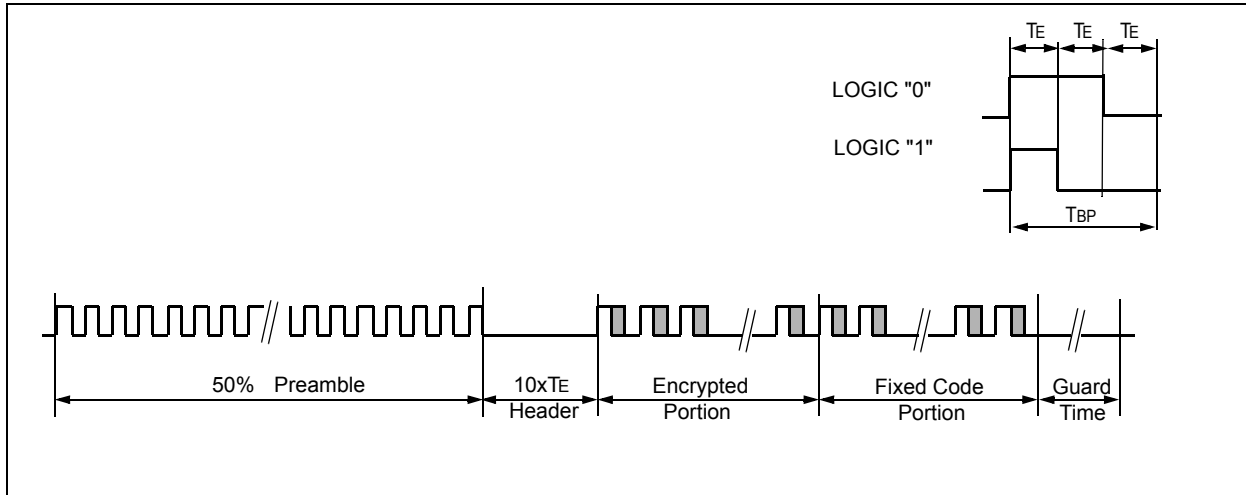 TE TE TE
LOGIC "0"
LOGIC "1"
TBP
50% Preamble
10xTE
Header
Encrypted
Portion
Fixed Code
Portion
Guard
Time